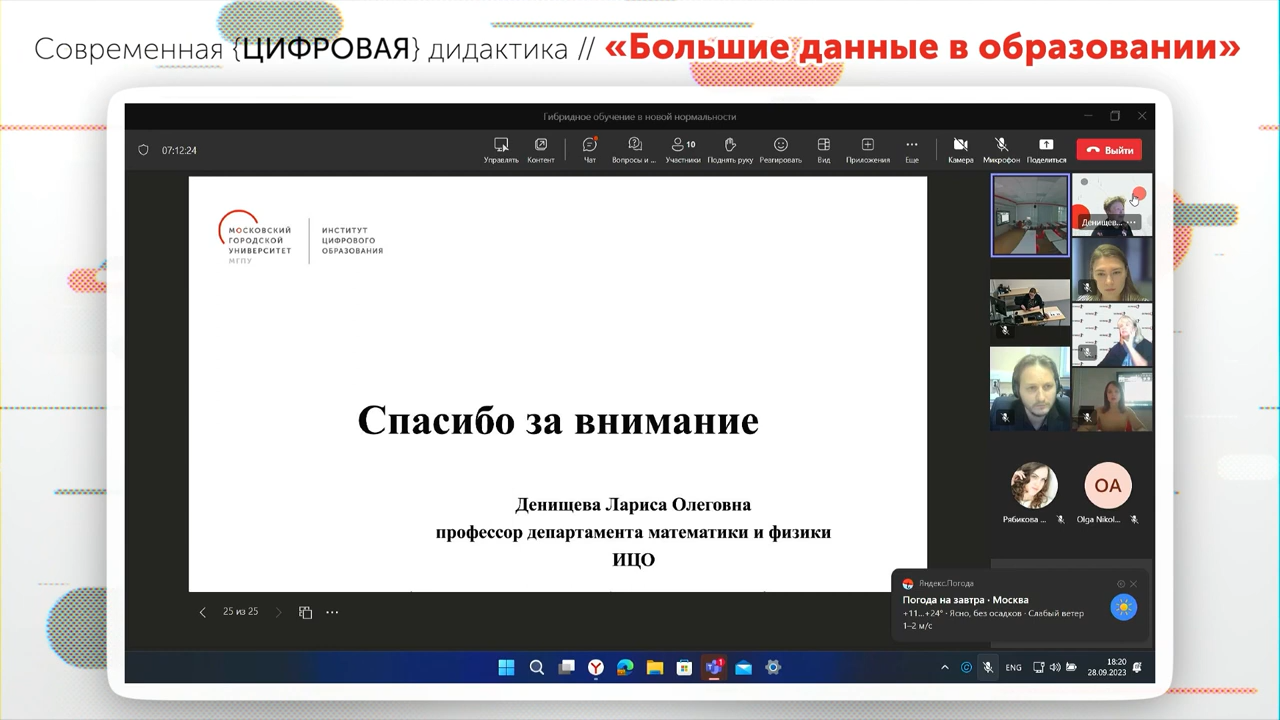 Современная {ЦИФРОВАЯ} дидактика // «Большие данные в образовании»
Гибридное обучение в новой нормальности
07:12:24
Управлять
Контент
Чат
Вопросы и ...
10
Участники
Поднять руку
Реагировать
Вид
Приложения
Еще
Камера
Микрофон
Поделиться
Выйти
МОСКОВСКИЙ
ГОРОДСКОЙ
УНИВЕРСИТЕТ
МГПУ
ИНСТИТУТ
ЦИФРОВОГО
ОБРАЗОВАНИЯ
Спасибо за внимание
Денищева Лариса Олеговна
профессор департамента математики и физики
ИЦО
Денищев...
OA
Рябикова ...
Olga Nikol...
25 из 25
Яндекс.Погода
Погода на завтра · Москва
+11...+24° · Ясно, без осадков · Слабый ветер
1–2 м/с
ENG
18:20
28.09.2023